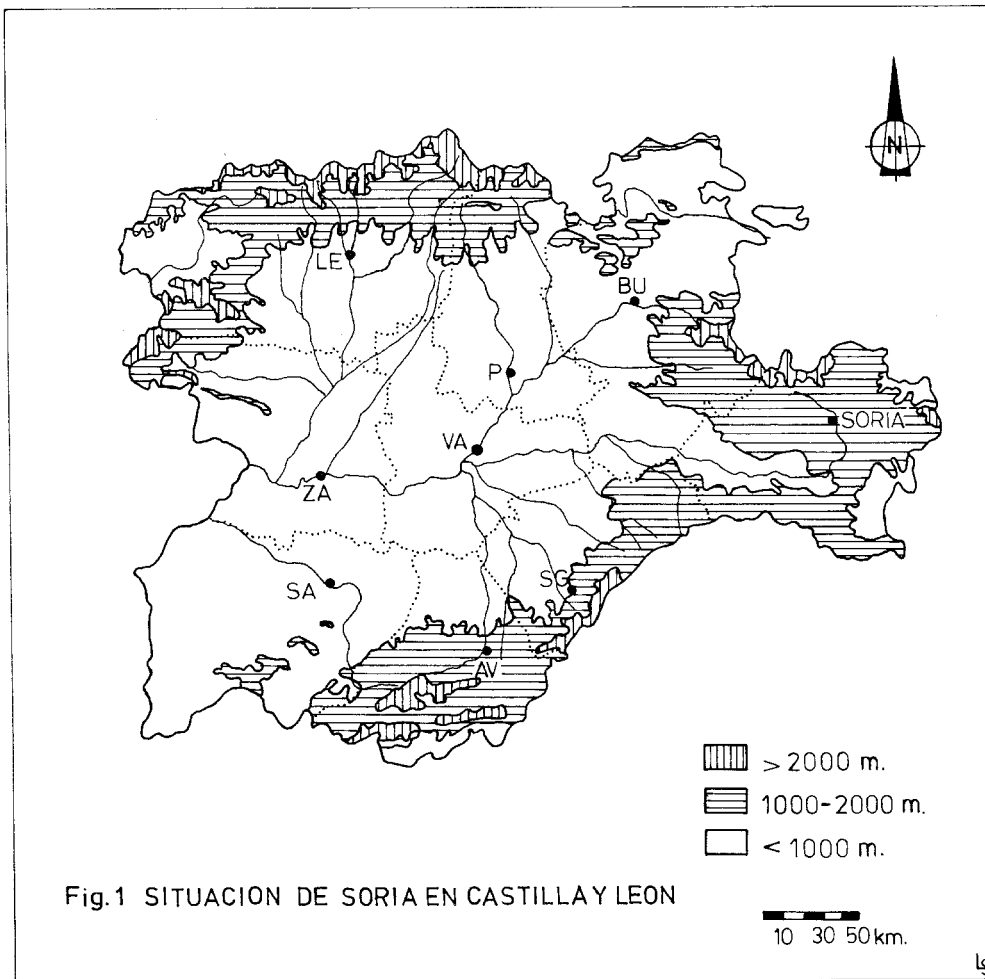 N
LE
BU
P
SORIA
VA
ZA
SG
SA
AV
> 2000 m.
1000-2000 m.
< 1000 m.
Fig.1 SITUACION DE SORIA EN CASTILLA Y LEON
10 30 50 km.